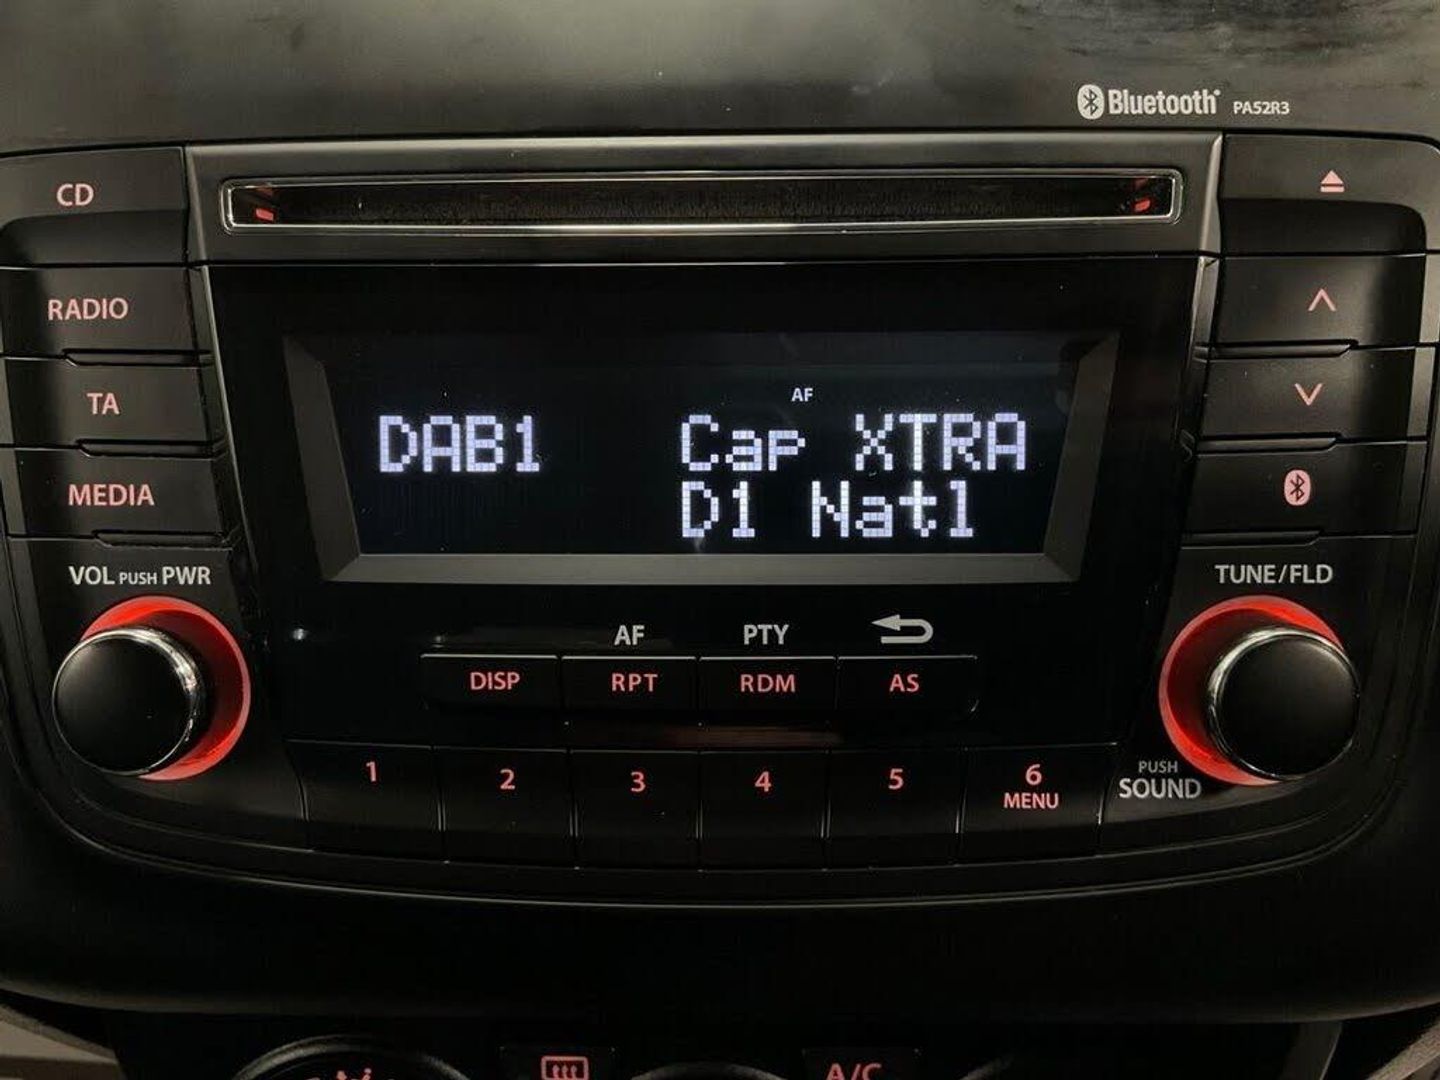 Bluetooth® PA52R3
CD
RADIO
TA
MEDIA
AF
DAB1 Cap XTRA
D1 Natl
VOL PUSH PWR
TUNE/FLD
AF PTY
DISP RPT RDM AS
1 2 3 4 5 6
MENU
PUSH
SOUND
A/C